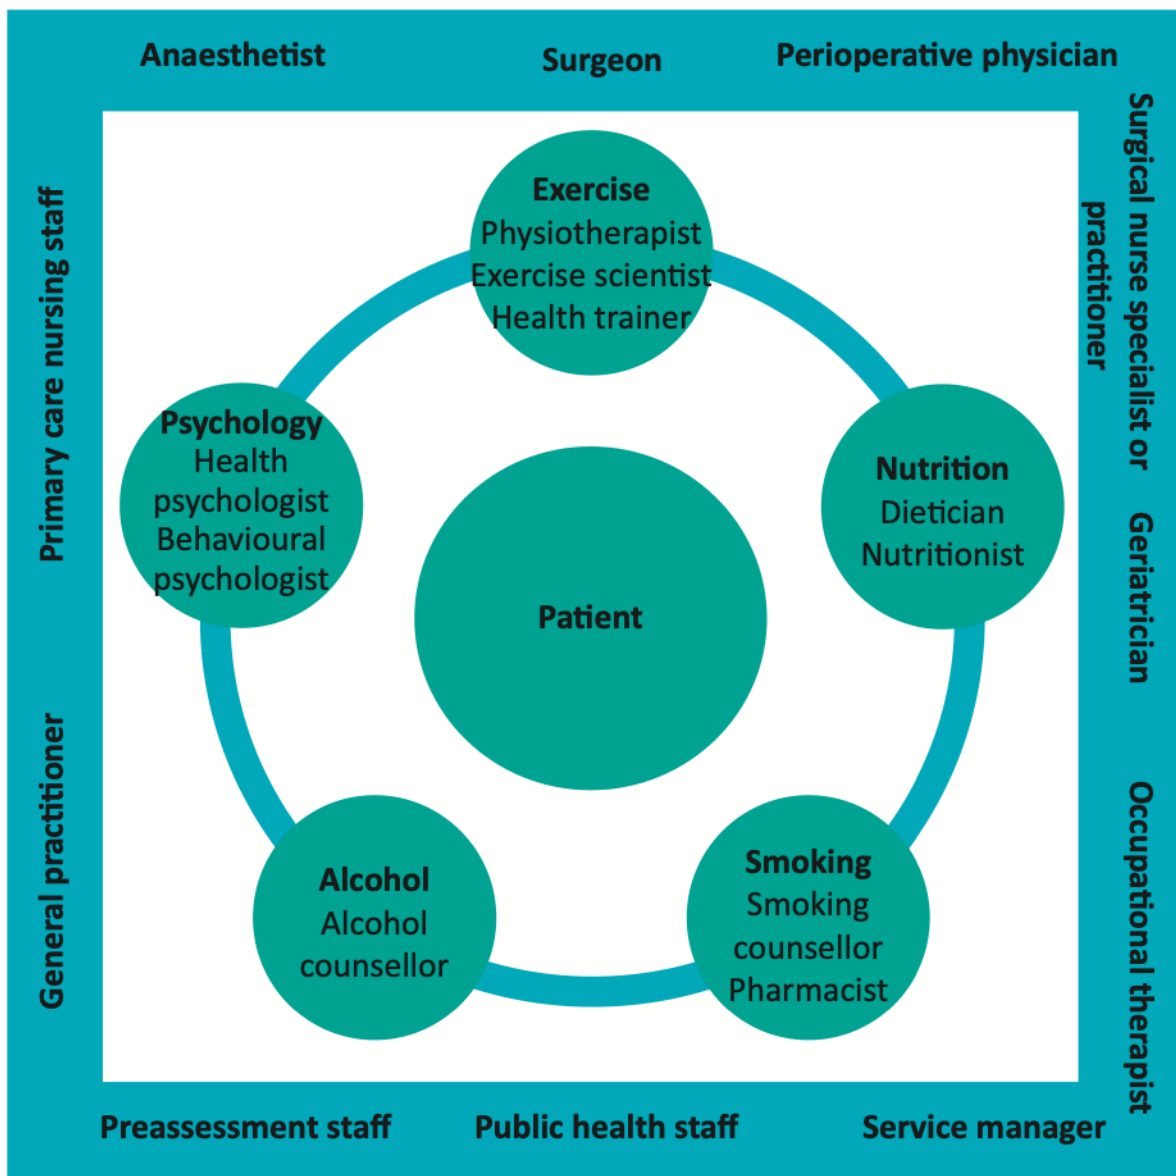 Anaesthetist
Surgeon
Perioperative physician
Surgical nurse specialist or
practitioner
Geriatrician
Occupational therapist
Primary care nursing staff
General practitioner
Exercise
Physiotherapist
Exercise scientist
Health trainer
Psychology
Health
psychologist
Behavioural
psychologist
Nutrition
Dietician
Nutritionist
Patient
Alcohol
Alcohol
counsellor
Smoking
Smoking
counsellor
Pharmacist
Preassessment staff
Public health staff
Service manager